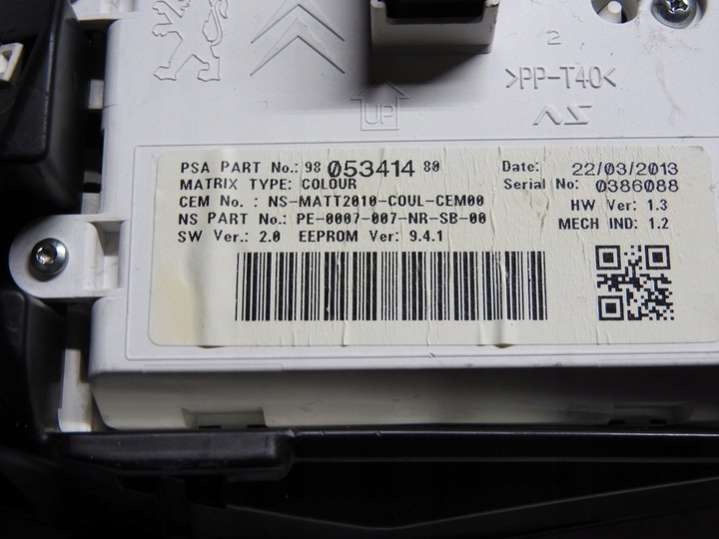 2
>PP-T40<
UP
PSA PART No.: 98 053414 80
MATRIX TYPE: COLOUR
CEM No. : NS-MATT2010-COUL-CEM00
NS PART No.: PE-0007-007-NR-SB-00
SW Ver.: 2.0 EEPROM Ver: 9.4.1
Date: 22/03/2013
Serial No: 0386088
HW Ver: 1.3
MECH IND: 1.2